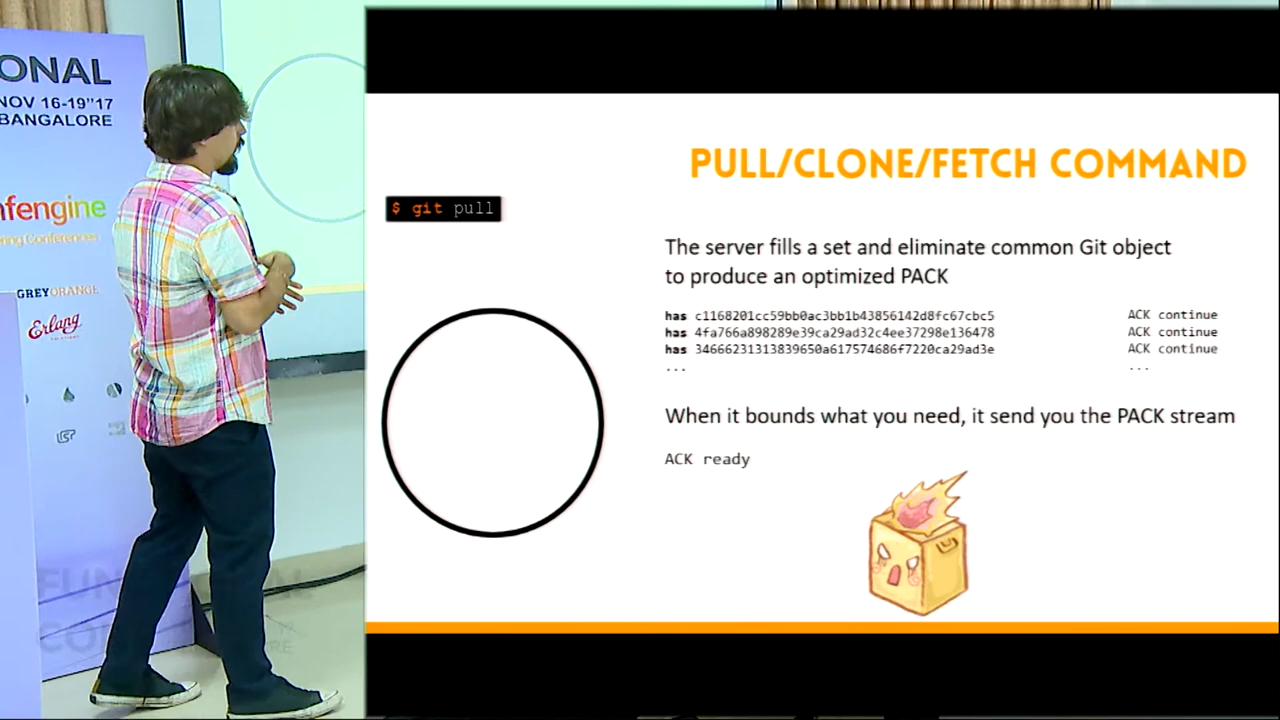 ONAL
NOV 16-19"17
BANGALORE
nfengine
ring Conferences
GREYORANGE
Erlang
PULL/CLONE/FETCH COMMAND
$ git pull
The server fills a set and eliminate common Git object
to produce an optimized PACK
has c1168201cc59bb0ac3bb1b43856142d8fc67cbc5 ACK continue
has 4fa766a898289e39ca29ad32c4ee37298e136478 ACK continue
has 34666231313839650a617574686f7220ca29ad3e ACK continue
... ...
When it bounds what you need, it send you the PACK stream
ACK ready